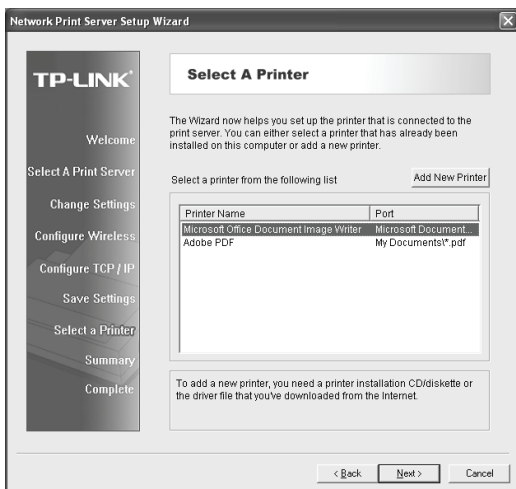 Network Print Server Setup Wizard
TP-LINK
Welcome
Select A Print Server
Change Settings
Configure Wireless
Configure TCP / IP
Save Settings
Select a Printer
Summary
Complete
Select A Printer
The Wizard now helps you set up the printer that is connected to the
print server. You can either select a printer that has already been
installed on this computer or add a new printer.
Select a printer from the following list
Add New Printer
Printer Name Port
Microsoft Office Document Image Writer Microsoft Document...
Adobe PDF My Documents\*.pdf
To add a new printer, you need a printer installation CD/diskette or
the driver file that you've downloaded from the Internet.
< Back Next > Cancel